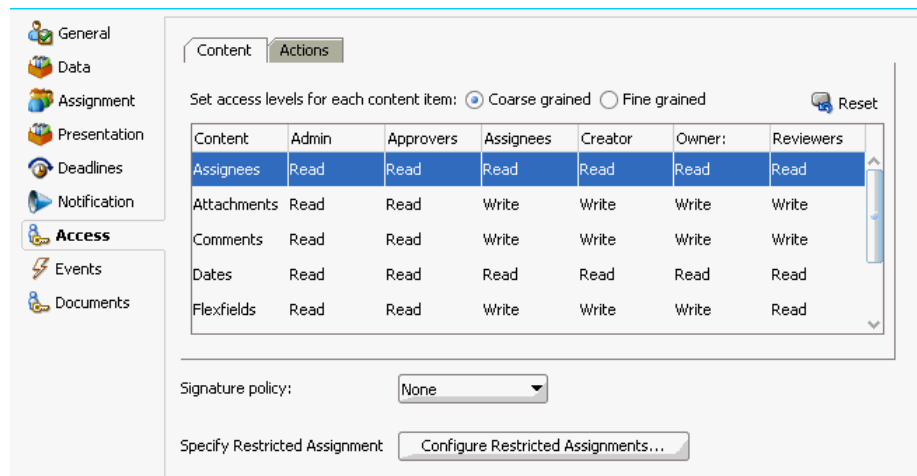 General
Data
Assignment
Presentation
Deadlines
Notification
Access
Events
Documents
Content Actions
Set access levels for each content item: Coarse grained Fine grained Reset
Content Admin Approvers Assignees Creator Owner: Reviewers
Assignees Read Read Read Read Read Read
Attachments Read Read Write Write Write Write
Comments Read Read Write Write Write Write
Dates Read Read Read Read Read Read
Flexfields Read Read Write Write Write Read
Signature policy: None
Specify Restricted Assignment Configure Restricted Assignments...